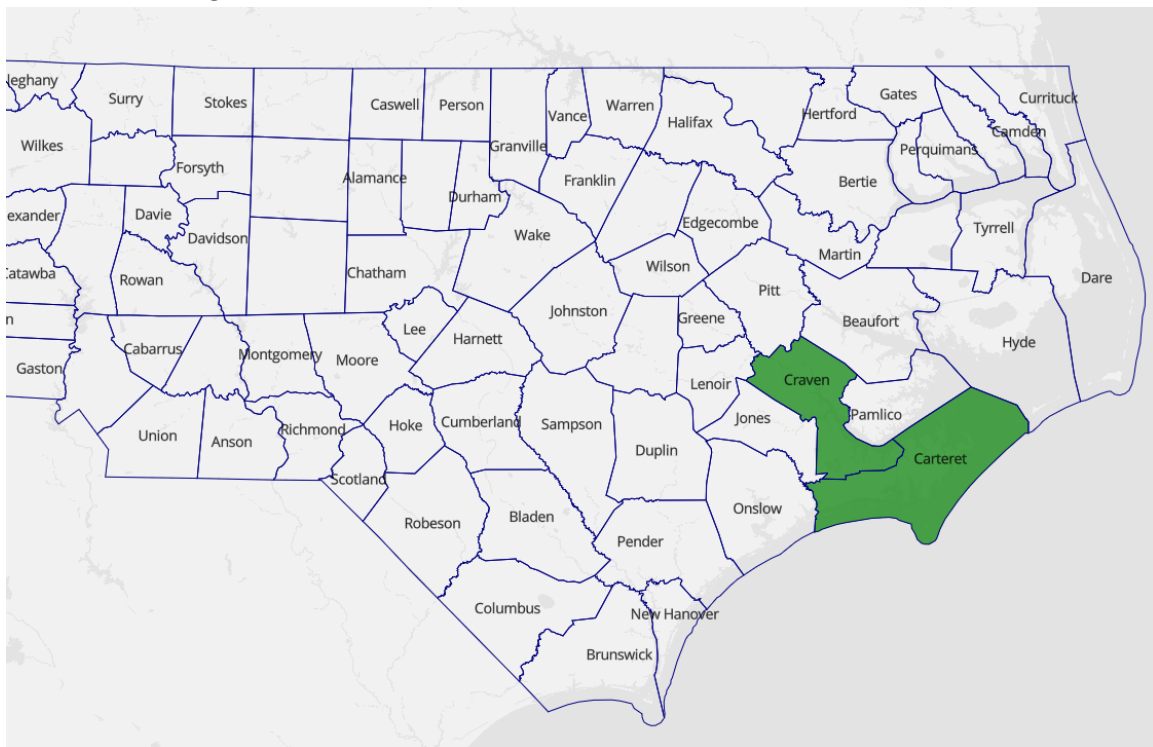 leghany
Surry
Stokes
Caswell
Person
Vance
Warren
Halifax
Hertford
Gates
Currituck
Camden
Wilkes
Forsyth
Granville
Perquimans
Alamance
Durham
Franklin
Bertie
exander
Davie
Davidson
Wake
Edgecombe
Martin
Tyrrell
Dare
atawba
Rowan
Chatham
Wilson
Pitt
Johnston
Greene
Beaufort
Hyde
n
Cabarrus
Montgomery
Moore
Lee
Harnett
Gaston
Lenoir
Craven
Union
Anson
Richmond
Hoke
Cumberland
Sampson
Jones
Pamlico
Duplin
Carteret
Scotland
Robeson
Bladen
Onslow
Pender
Columbus
New Hanover
Brunswick